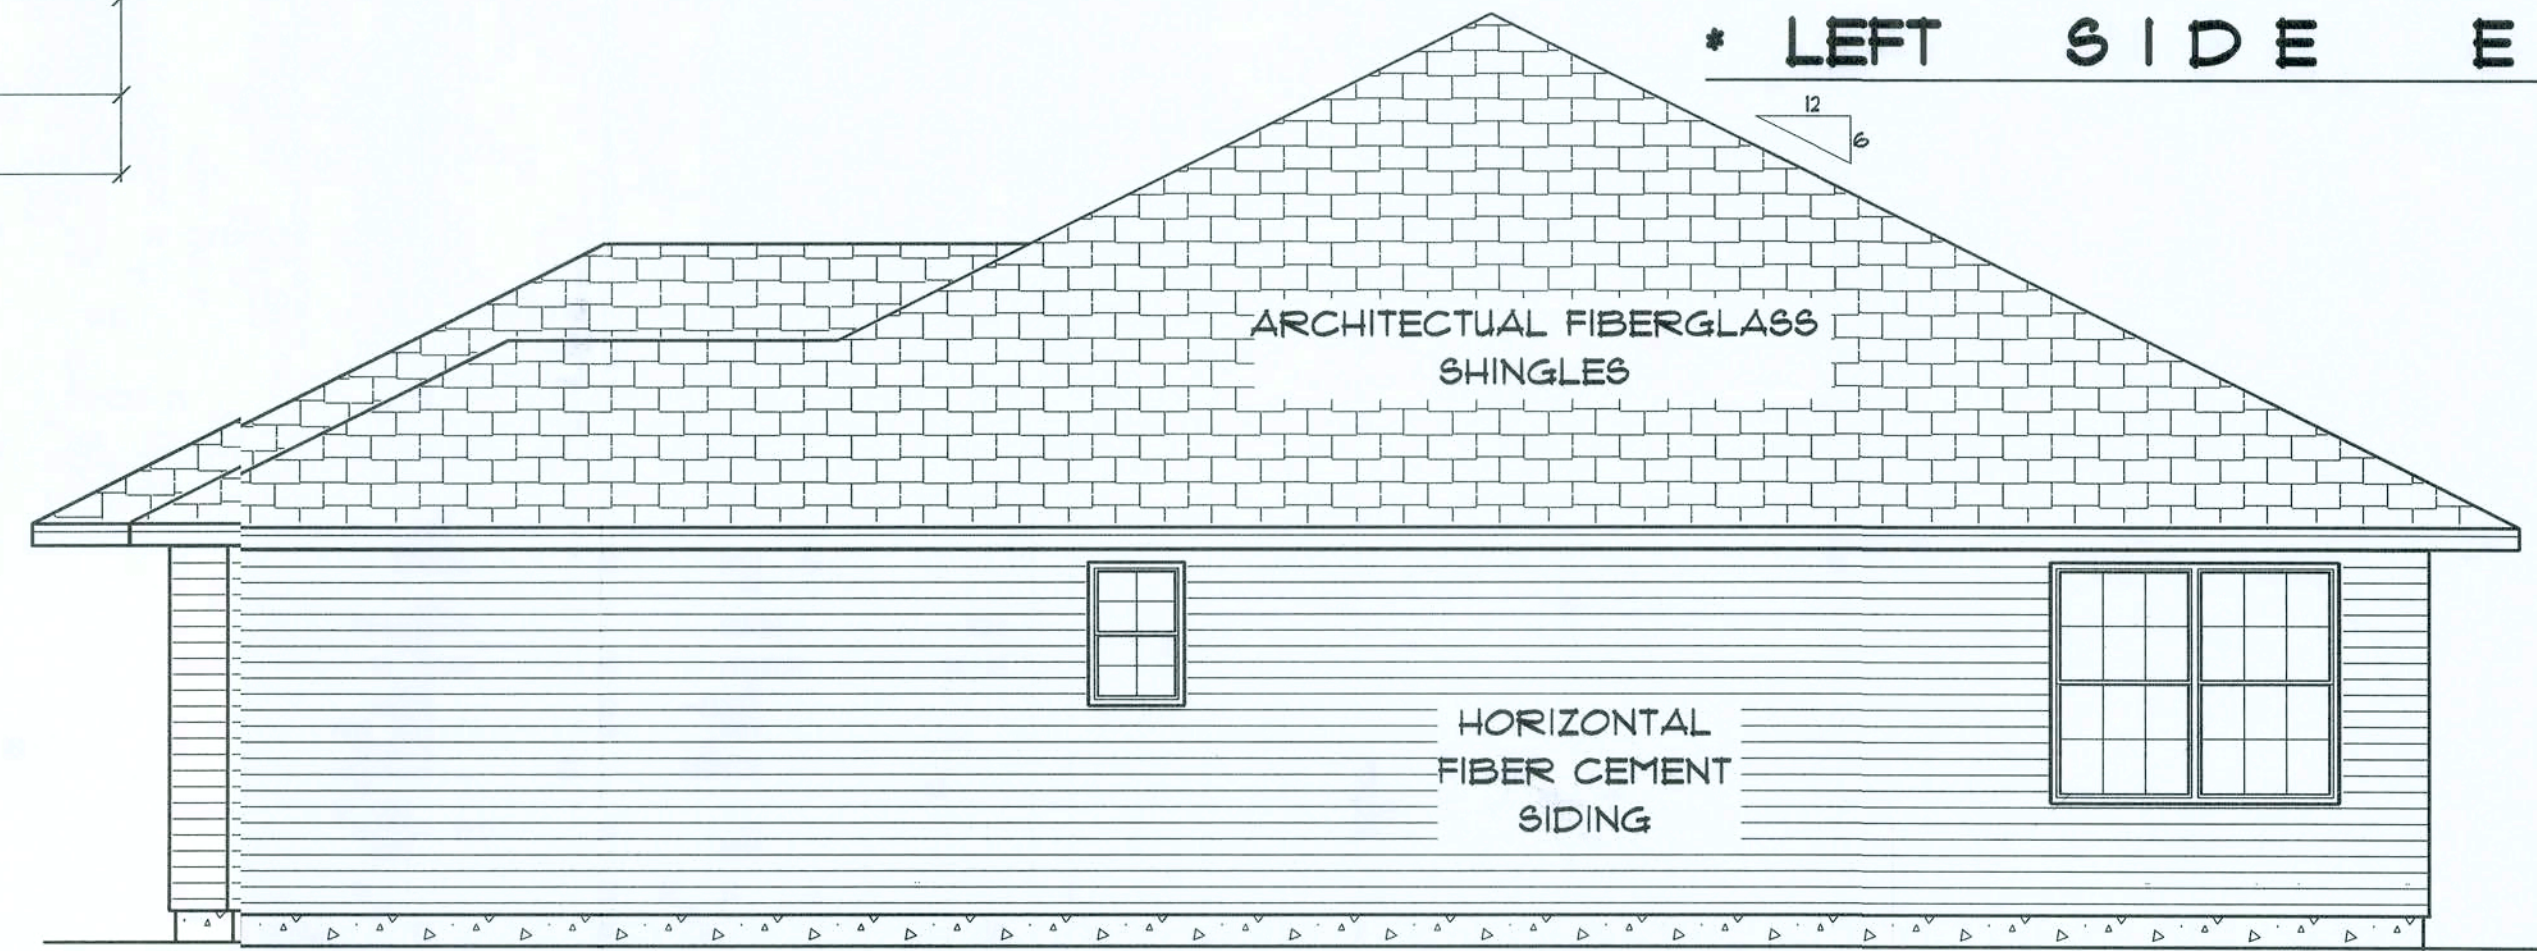 * LEFT SIDE E
12
6
ARCHITECTUAL FIBERGLASS
SHINGLES
HORIZONTAL
FIBER CEMENT
SIDING